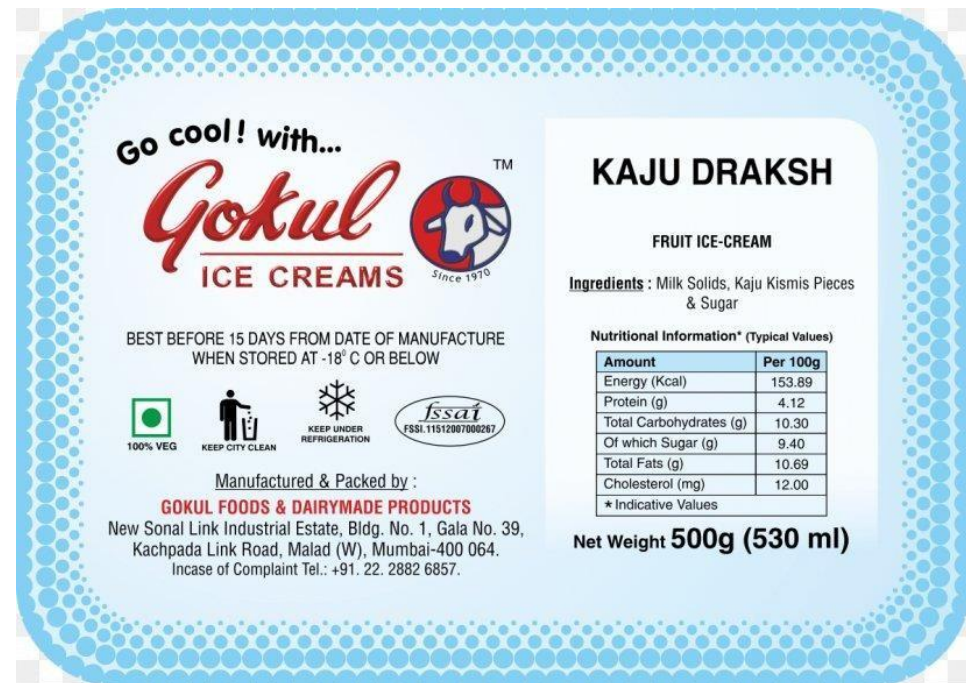 Go cool! with...
Gokul
TM
ICE CREAMS
Since 1970
BEST BEFORE 15 DAYS FROM DATE OF MANUFACTURE
WHEN STORED AT -18⁰ C OR BELOW
100% VEG
KEEP CITY CLEAN
KEEP UNDER
REFRIGERATION
fssai
FSSI.11512007000267
Manufactured & Packed by :
GOKUL FOODS & DAIRYMADE PRODUCTS
New Sonal Link Industrial Estate, Bldg. No. 1, Gala No. 39,
Kachpada Link Road, Malad (W), Mumbai-400 064.
Incase of Complaint Tel.: +91. 22. 2882 6857.
KAJU DRAKSH
FRUIT ICE-CREAM
Ingredients : Milk Solids, Kaju Kismis Pieces
& Sugar
Nutritional Information* (Typical Values)
Amount Per 100g
Energy (Kcal) 153.89
Protein (g) 4.12
Total Carbohydrates (g) 10.30
Of which Sugar (g) 9.40
Total Fats (g) 10.69
Cholesterol (mg) 12.00
* Indicative Values
Net Weight 500g (530 ml)